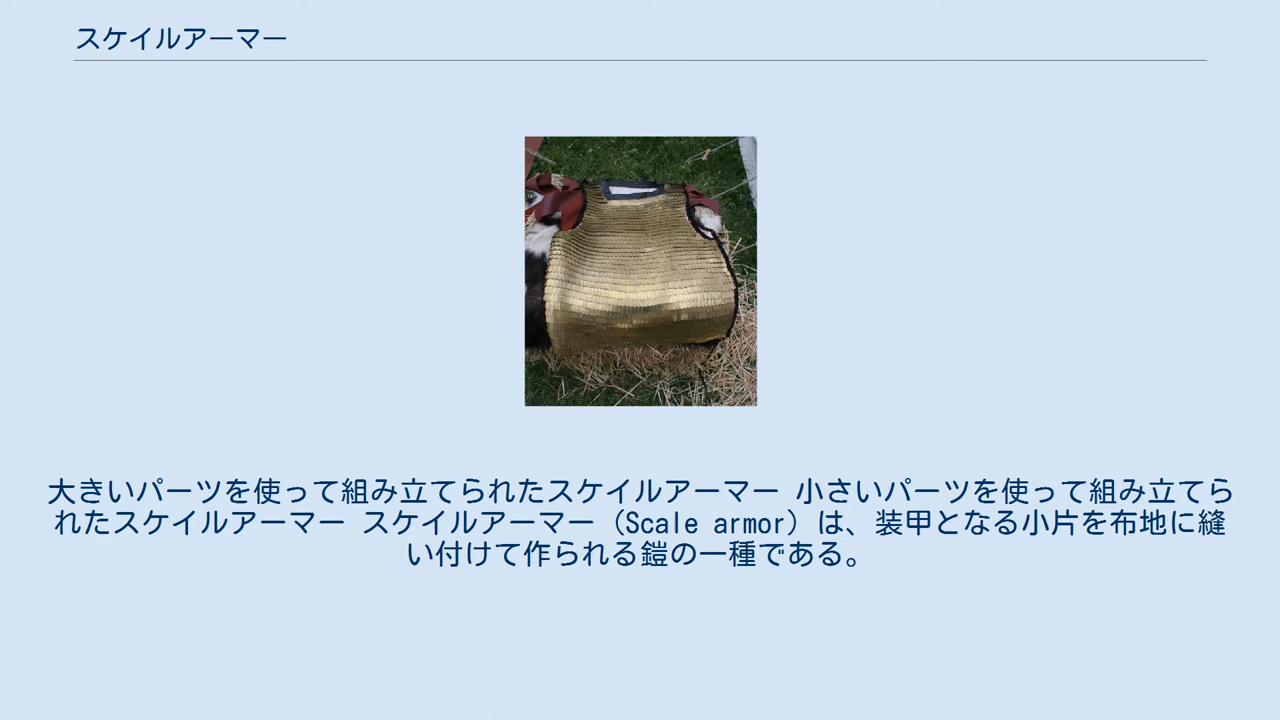 スケイルアーマー
大きいパーツを使って組み立てられたスケイルアーマー 小さいパーツを使って組み立てら
れたスケイルアーマー スケイルアーマー（Scale armor）は、装甲となる小片を布地に縫
い付けて作られる鎧の一種である。